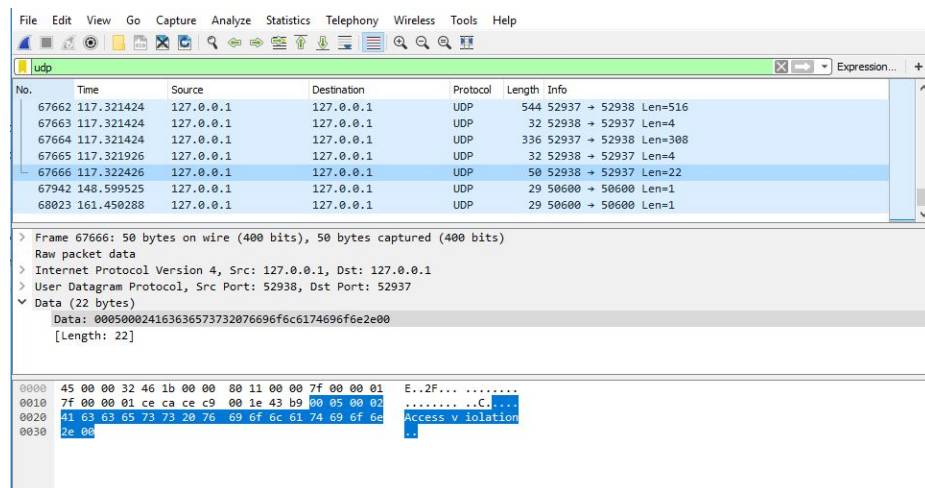 File Edit View Go Capture Analyze Statistics Telephony Wireless Tools Help
udp
Expression... +
No. Time Source Destination Protocol Length Info
67662 117.321424 127.0.0.1 127.0.0.1 UDP 544 52937 → 52938 Len=516
67663 117.321424 127.0.0.1 127.0.0.1 UDP 32 52938 → 52937 Len=4
67664 117.321424 127.0.0.1 127.0.0.1 UDP 336 52937 → 52938 Len=308
67665 117.321926 127.0.0.1 127.0.0.1 UDP 32 52938 → 52937 Len=4
67666 117.322426 127.0.0.1 127.0.0.1 UDP 50 52938 → 52937 Len=22
67942 148.599525 127.0.0.1 127.0.0.1 UDP 29 50600 → 50600 Len=1
68023 161.450288 127.0.0.1 127.0.0.1 UDP 29 50600 → 50600 Len=1
> Frame 67666: 50 bytes on wire (400 bits), 50 bytes captured (400 bits)
Raw packet data
> Internet Protocol Version 4, Src: 127.0.0.1, Dst: 127.0.0.1
> User Datagram Protocol, Src Port: 52938, Dst Port: 52937
Data (22 bytes)
Data: 000500024163636573732076696f6c6174696f6e2e00
[Length: 22]
0000 45 00 00 32 46 1b 00 00 80 11 00 00 7f 00 00 01 E..2F... ........
0010 7f 00 00 01 ce ca ce c9 00 1e 43 b9 00 05 00 02 ........ ..C.....
0020 41 63 63 65 73 73 20 76 69 6f 6c 61 74 69 6f 6e Access v iolation
0030 2e 00 ..